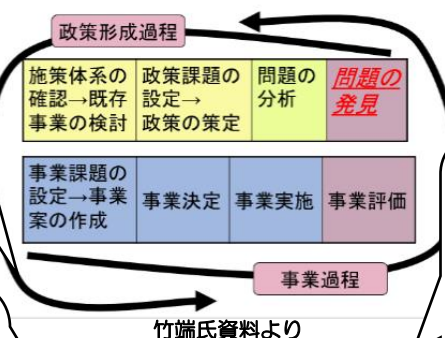 政策形成過程
施策体系の
確認→既存
事業の検討
政策課題の
設定→
政策の策定
問題の
分析
問題の
発見
事業課題の
設定→事業
案の作成
事業決定
事業実施
事業評価
事業過程
竹端氏資料より